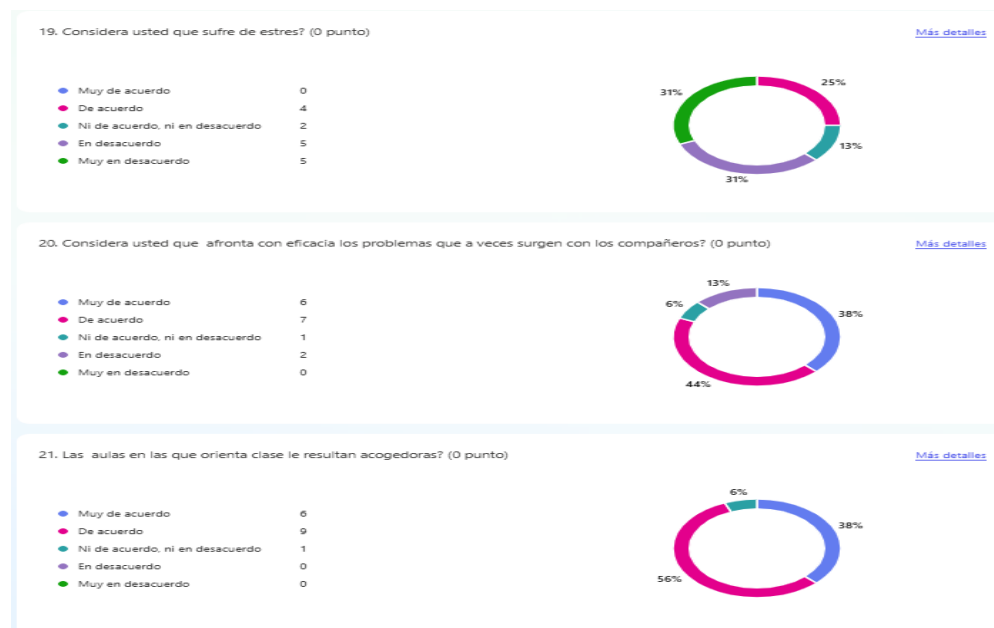 19. Considera usted que sufre de estres? (0 punto)
Más detalles
Muy de acuerdo 0
De acuerdo 4
Ni de acuerdo, ni en desacuerdo 2
En desacuerdo 5
Muy en desacuerdo 5
31%
25%
13%
31%
20. Considera usted que afronta con eficacia los problemas que a veces surgen con los compañeros? (0 punto)
Más detalles
Muy de acuerdo 6
De acuerdo 7
Ni de acuerdo, ni en desacuerdo 1
En desacuerdo 2
Muy en desacuerdo 0
13%
6%
38%
44%
21. Las aulas en las que orienta clase le resultan acogedoras? (0 punto)
Más detalles
Muy de acuerdo 6
De acuerdo 9
Ni de acuerdo, ni en desacuerdo 1
En desacuerdo 0
Muy en desacuerdo 0
6%
38%
56%